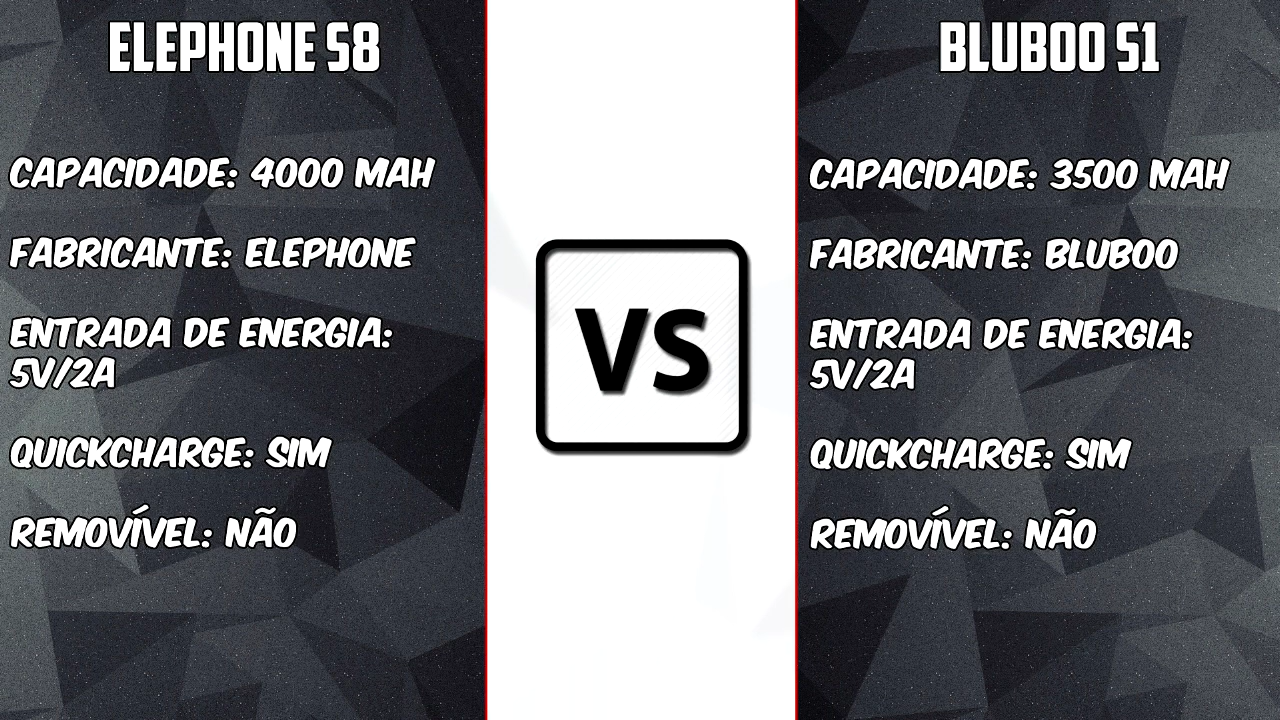 ELEPHONE S8
CAPACIDADE: 4000 MAH
FABRICANTE: ELEPHONE
ENTRADA DE ENERGIA:
5V/2A
QUICKCHARGE: SIM
REMOVÍVEL: NÃO
VS
BLUBOO S1
CAPACIDADE: 3500 MAH
FABRICANTE: BLUBOO
ENTRADA DE ENERGIA:
5V/2A
QUICKCHARGE: SIM
REMOVÍVEL: NÃO